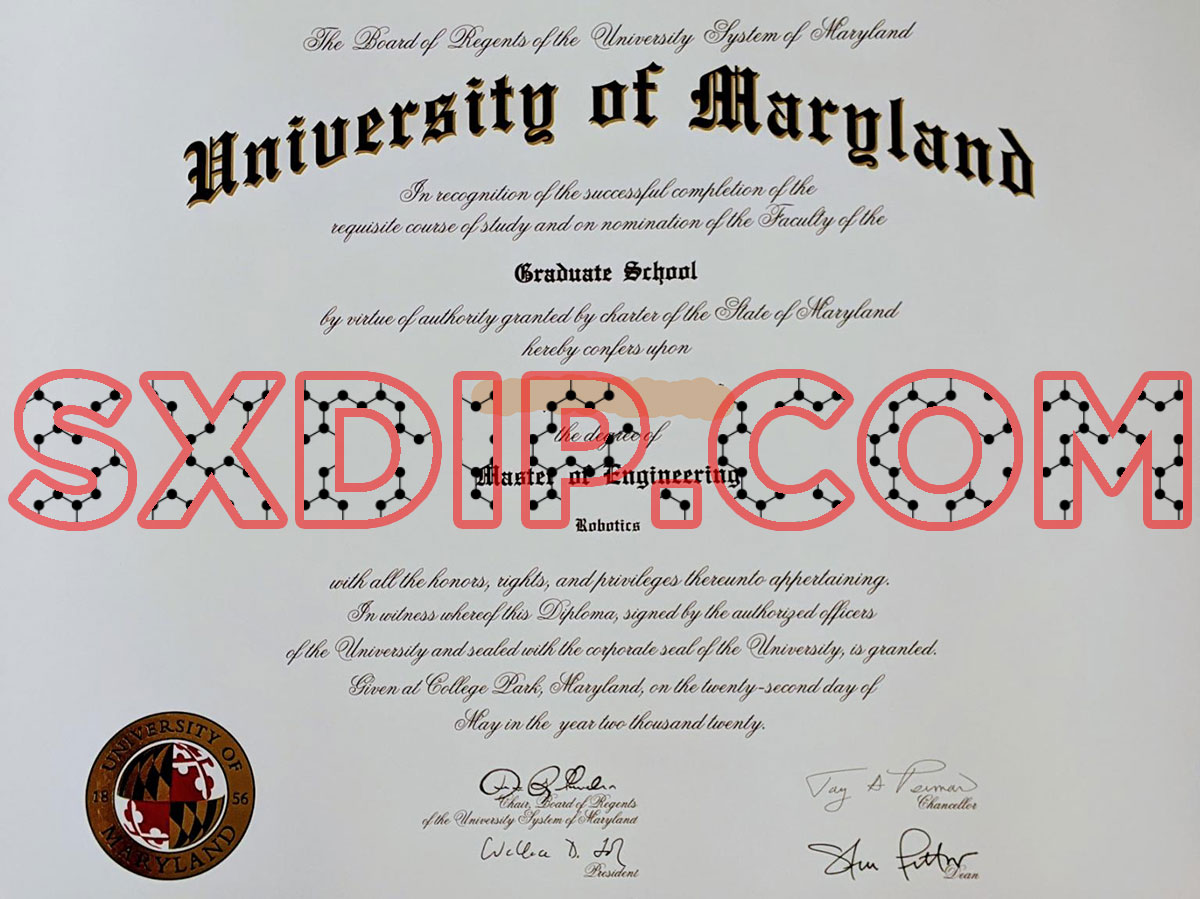 The Board of Regents of the University System of Maryland
University of Maryland
In recognition of the successful completion of the
requisite course of study and on nomination of the Faculty of the
Graduate School
by virtue of authority granted by charter of the State of Maryland
hereby confers upon
SXDIP.COM
the degree of
Master of Engineering
Robotics
with all the honors, rights, and privileges thereunto appertaining.
In witness whereof this Diploma, signed by the authorized officers
of the University and sealed with the corporate seal of the University, is granted.
Given at College Park, Maryland, on the twenty-second day of
May in the year two thousand twenty.
UNIVERSITY OF
18 56
MARYLAND
Chair, Board of Regents
of the University System of Maryland
Jay A Perman
Chancellor
Wallace D. Loh
President
Dean